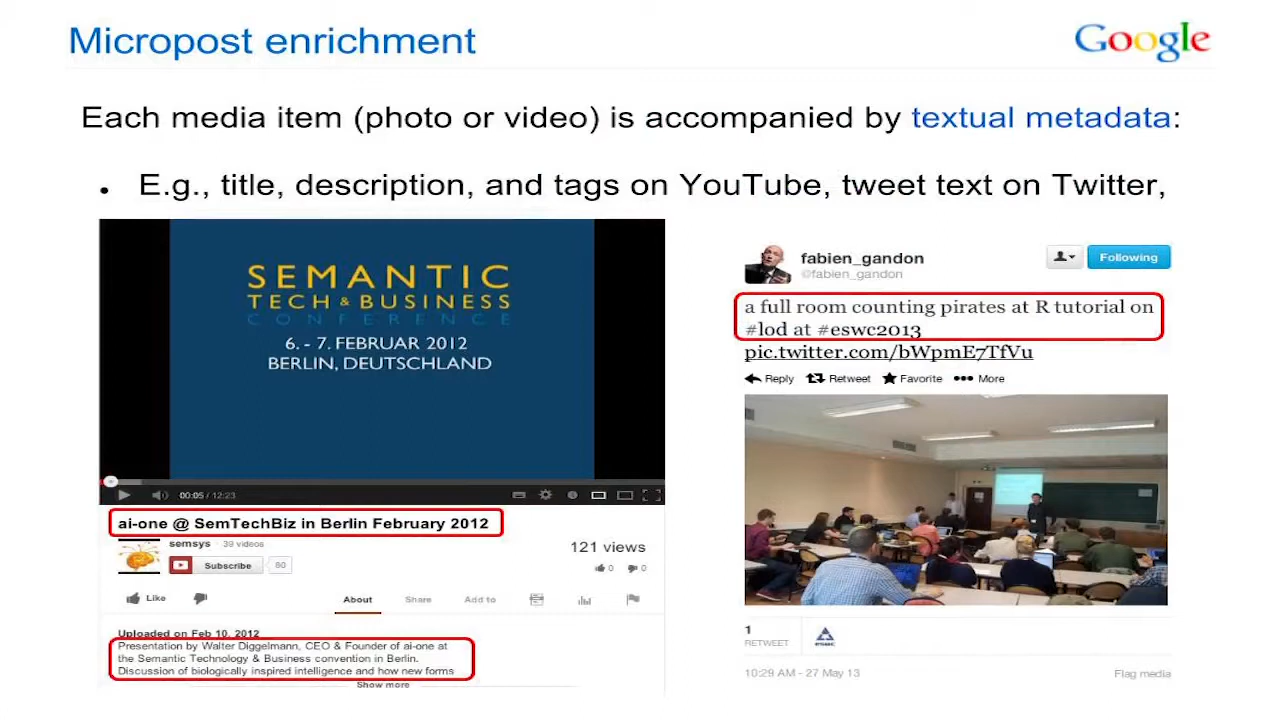 Micropost enrichment
Google
Each media item (photo or video) is accompanied by textual metadata:
• E.g., title, description, and tags on YouTube, tweet text on Twitter,
SEMANTIC
TECH & BUSINESS
CONFERENCE
6. - 7. FEBRUAR 2012
BERLIN, DEUTSCHLAND
00:05 / 12:23
ai-one @ SemTechBiz in Berlin February 2012
semsys 39 videos
Subscribe 80
121 views
0 0
Like
About Share Add to
Uploaded on Feb 10, 2012
Presentation by Walter Diggelmann, CEO & Founder of ai-one at
the Semantic Technology & Business convention in Berlin.
Discussion of biologically inspired intelligence and how new forms
Show more
fabien_gandon
@fabien_gandon
Following
a full room counting pirates at R tutorial on
#lod at #eswc2013
pic.twitter.com/bWpmE7TfVu
Reply Retweet Favorite More
1
RETWEET
10:29 AM - 27 May 13
Flag media